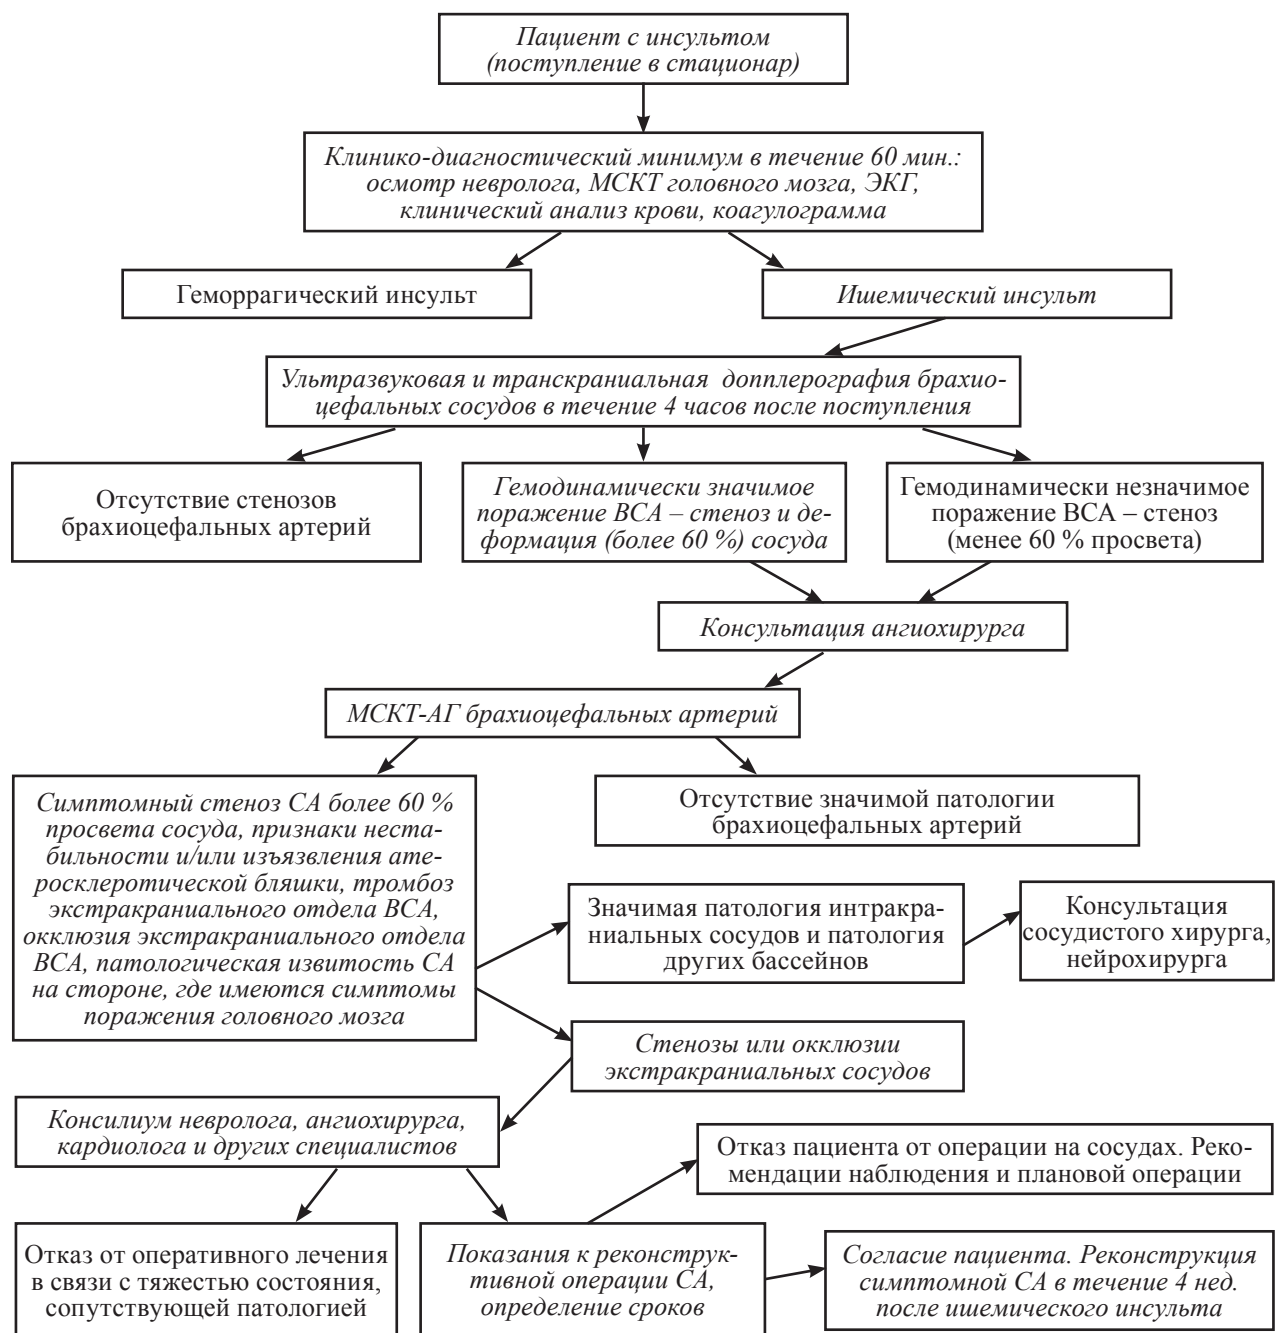 Пациент с инсультом
(поступление в стационар)
Клинико-диагностический минимум в течение 60 мин.:
осмотр невролога, МСКТ головного мозга, ЭКГ,
клинический анализ крови, коагулограмма
Геморрагический инсульт
Ишемический инсульт
Ультразвуковая и транскраниальная допплерография брахио-
цефальных сосудов в течение 4 часов после поступления
Отсутствие стенозов
брахиоцефальных артерий
Гемодинамически значимое
поражение ВСА – стеноз и де-
формация (более 60 %) сосуда
Гемодинамически незначимое
поражение ВСА – стеноз
(менее 60 % просвета)
Консультация ангиохирурга
МСКТ-АГ брахиоцефальных артерий
Симптомный стеноз СА более 60 %
просвета сосуда, признаки неста-
бильности и/или изъязвления ате-
росклеротической бляшки, тромбоз
экстракраниального отдела ВСА,
окклюзия экстракраниального отдела
ВСА, патологическая извитость СА
на стороне, где имеются симптомы
поражения головного мозга
Отсутствие значимой патологии
брахиоцефальных артерий
Значимая патология интракра-
ниальных сосудов и патология
других бассейнов
Консультация
сосудистого хирурга,
нейрохирурга
Стенозы или окклюзии
экстракраниальных сосудов
Консилиум невролога, ангиохирурга,
кардиолога и других специалистов
Отказ пациента от операции на сосудах. Реко-
мендации наблюдения и плановой операции
Отказ от оперативного лечения
в связи с тяжестью состояния,
сопутствующей патологией
Показания к реконструк-
тивной операции СА,
определение сроков
Согласие пациента. Реконструкция
симптомной СА в течение 4 нед.
после ишемического инсульта